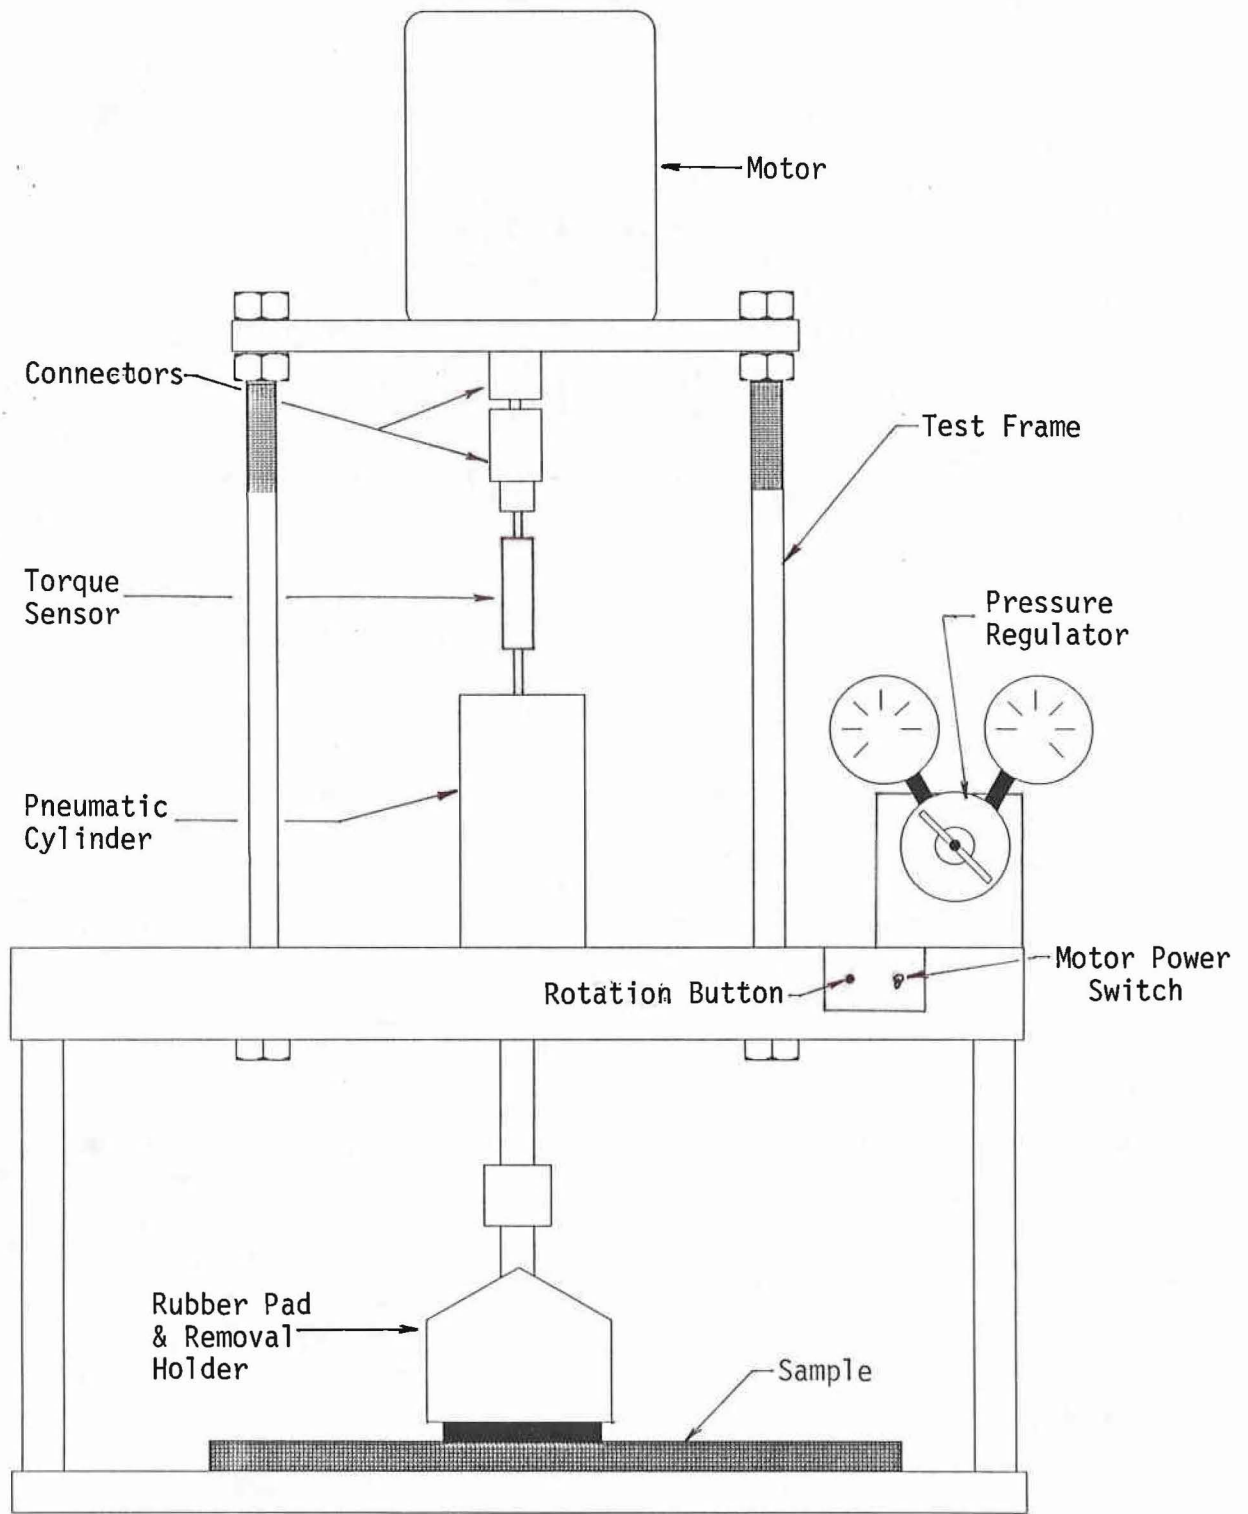 Motor
Connectors
Test Frame
Torque
Sensor
Pressure
Regulator
Pneumatic
Cylinder
Rotation Button
Motor Power
Switch
Rubber Pad
& Removal
Holder
Sample